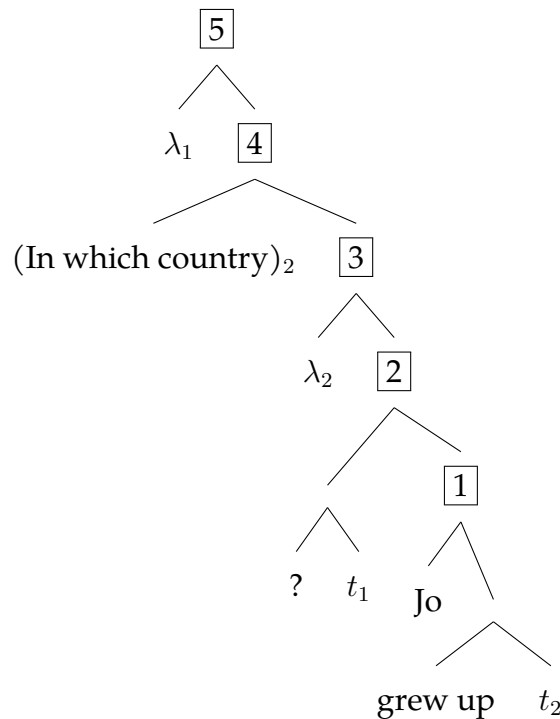 5
λ₁ 4
(In which country)₂ 3
λ₂ 2
1
? t₁ Jo
grew up t₂